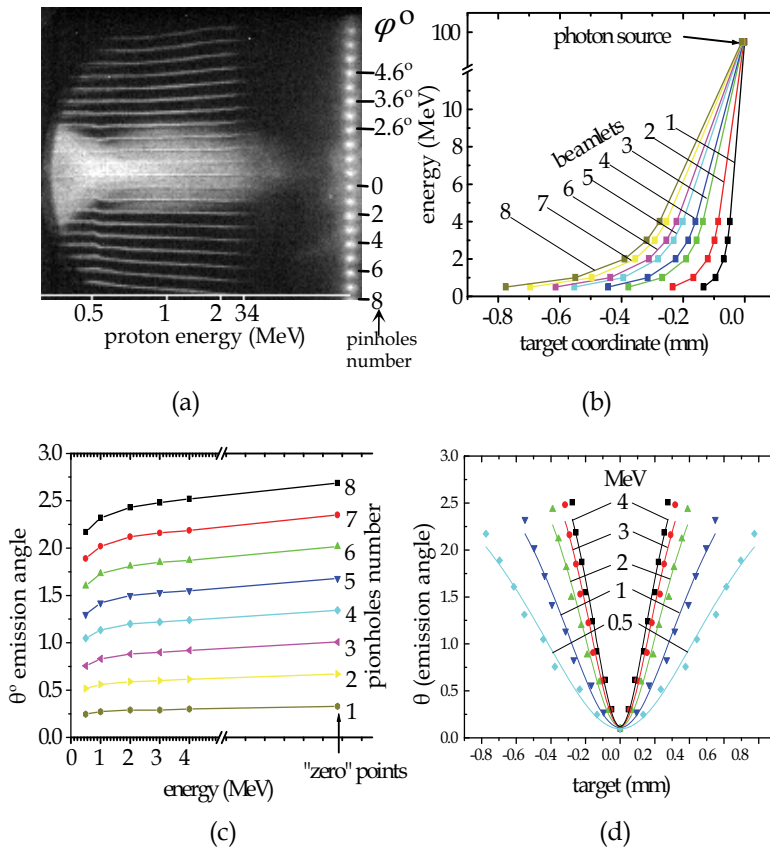 φ°
4.6°
3.6°
2.6°
0
2
4
6
7
8
0.5 1 2 34
proton energy (MeV)
pinholes
number
(a)
100
photon source
10
8
6
4
2
0
energy (MeV)
beamlets
1
2
3
4
5
6
7
8
-0.8 -0.6 -0.4 -0.2 0.0
target coordinate (mm)
(b)
3.0
2.5
2.0
1.5
1.0
0.5
0.0
θ° emission angle
8
7
6
5
4
3
2
1
pionholes number
0 1 2 3 4
energy (MeV)
"zero" points
(c)
3.0
2.5
2.0
1.5
1.0
0.5
0.0
θ (emission angle)
MeV
4
3
2
1
0.5
-0.8 -0.6 -0.4 -0.2 0.0 0.2 0.4 0.6 0.8
target (mm)
(d)